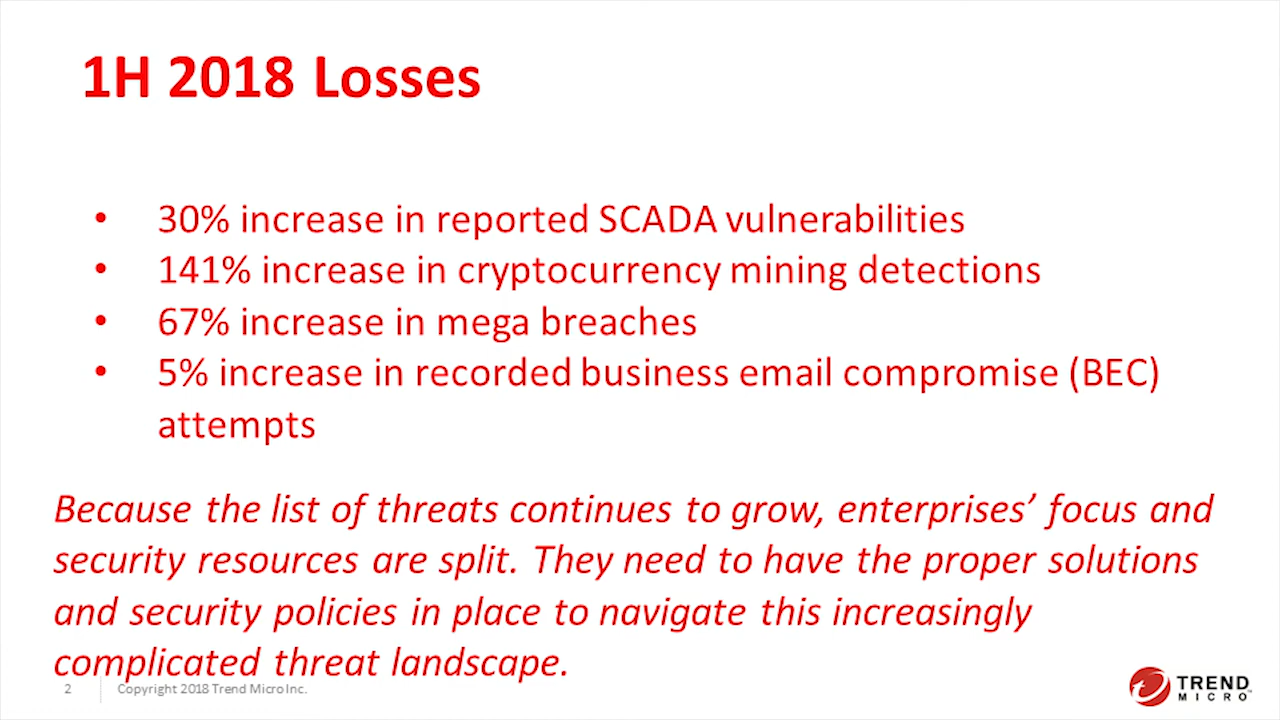 1H 2018 Losses
• 30% increase in reported SCADA vulnerabilities
• 141% increase in cryptocurrency mining detections
• 67% increase in mega breaches
• 5% increase in recorded business email compromise (BEC)
attempts
Because the list of threats continues to grow, enterprises’ focus and
security resources are split. They need to have the proper solutions
and security policies in place to navigate this increasingly
complicated threat landscape.
2 Copyright 2018 Trend Micro Inc.
TREND
MICRO™